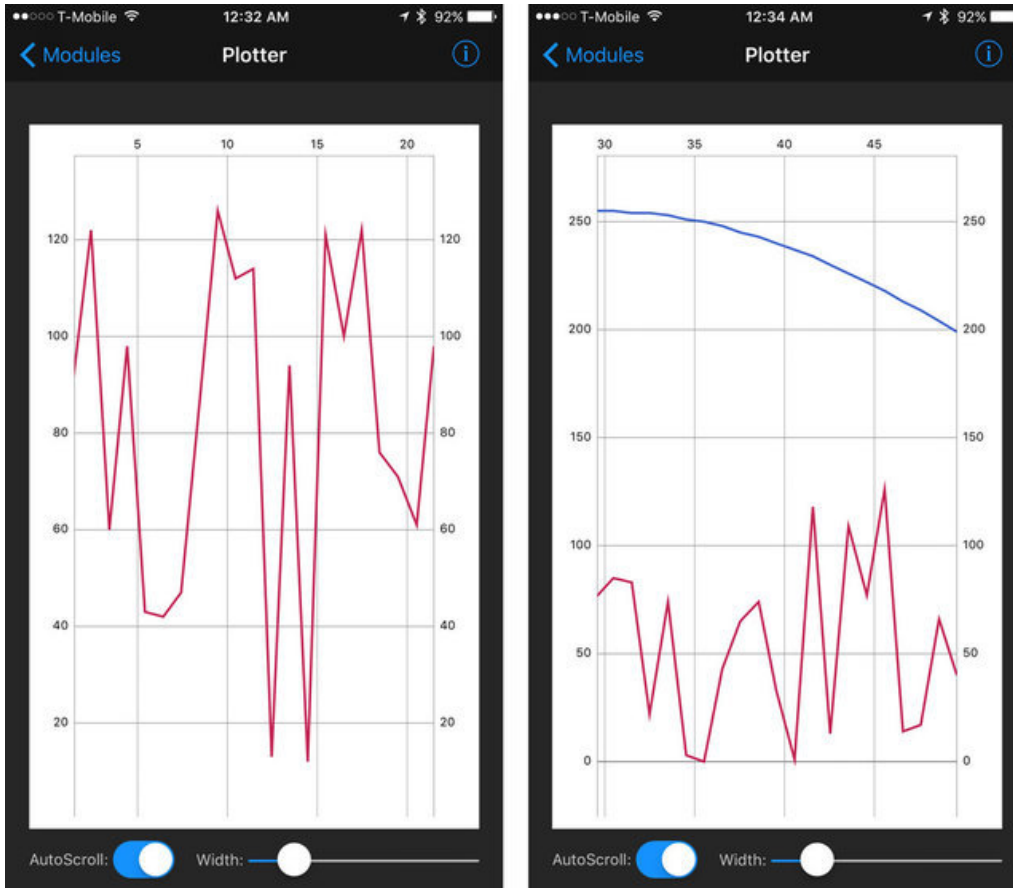 T-Mobile 12:32 AM 92%
Modules Plotter i
5 10 15 20
120 120
100 100
80 80
60 60
40 40
20 20
AutoScroll: Width:
T-Mobile 12:34 AM 92%
Modules Plotter i
30 35 40 45
250 250
200 200
150 150
100 100
50 50
0 0
AutoScroll: Width: